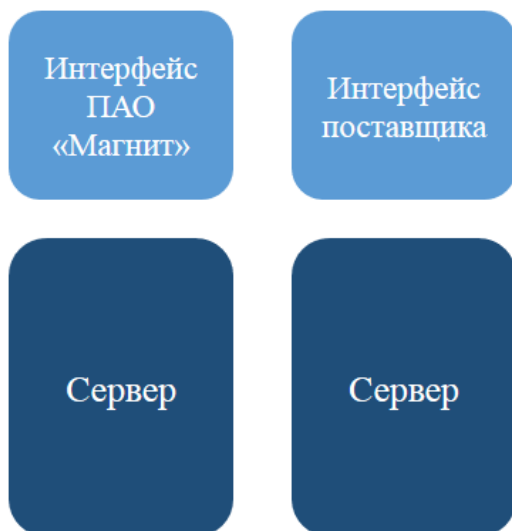 Интерфейс
ПАО
«Магнит»
Интерфейс
поставщика
Сервер
Сервер